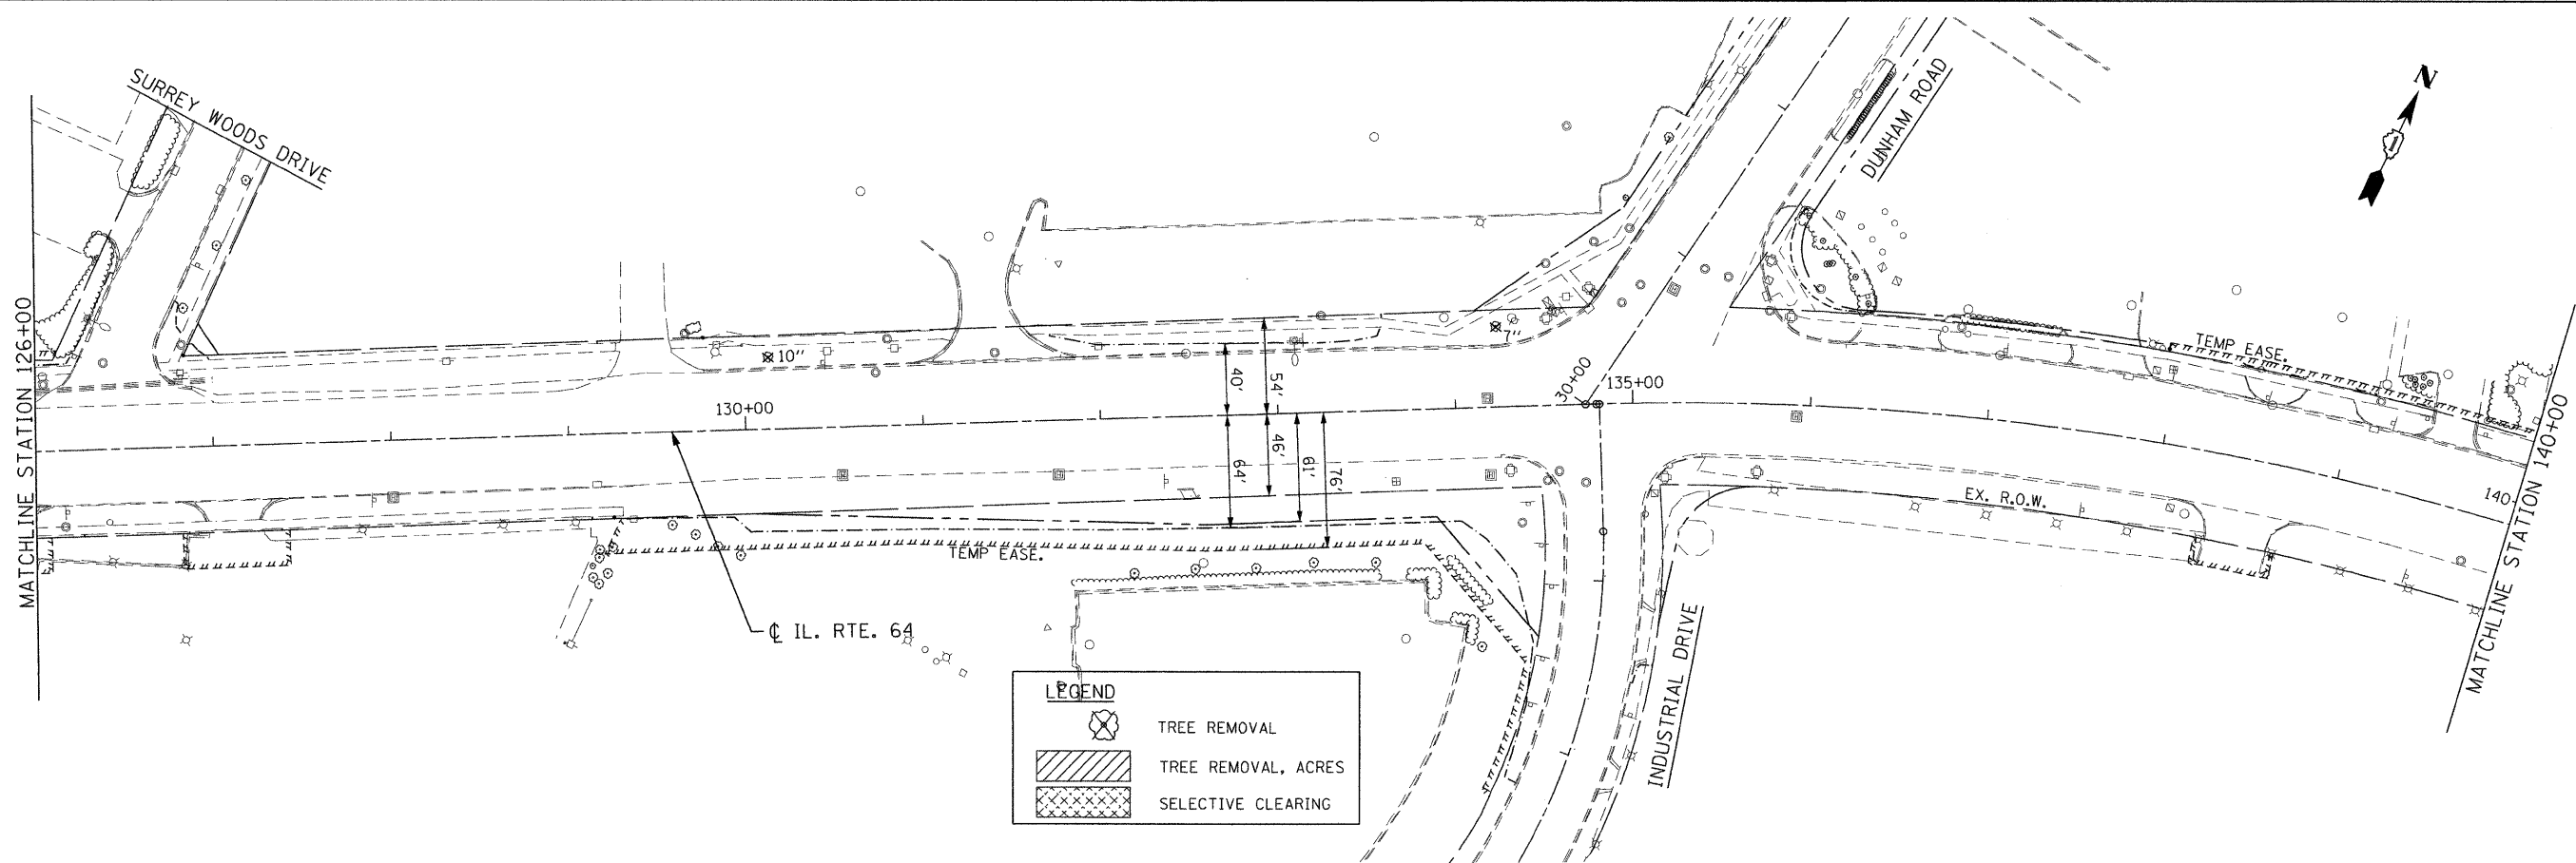 SURREY WOODS DRIVE
DUNHAM ROAD
N
MATCHLINE STATION 126+00
10''
7''
TEMP EASE.
40'
54'
30+00
135+00
130+00
MATCHLINE STATION 140+00
64'
46'
61'
76'
140
EX. R.O.W.
TEMP EASE.
℄ IL. RTE. 64
INDUSTRIAL DRIVE
LEGEND
TREE REMOVAL
TREE REMOVAL, ACRES
SELECTIVE CLEARING